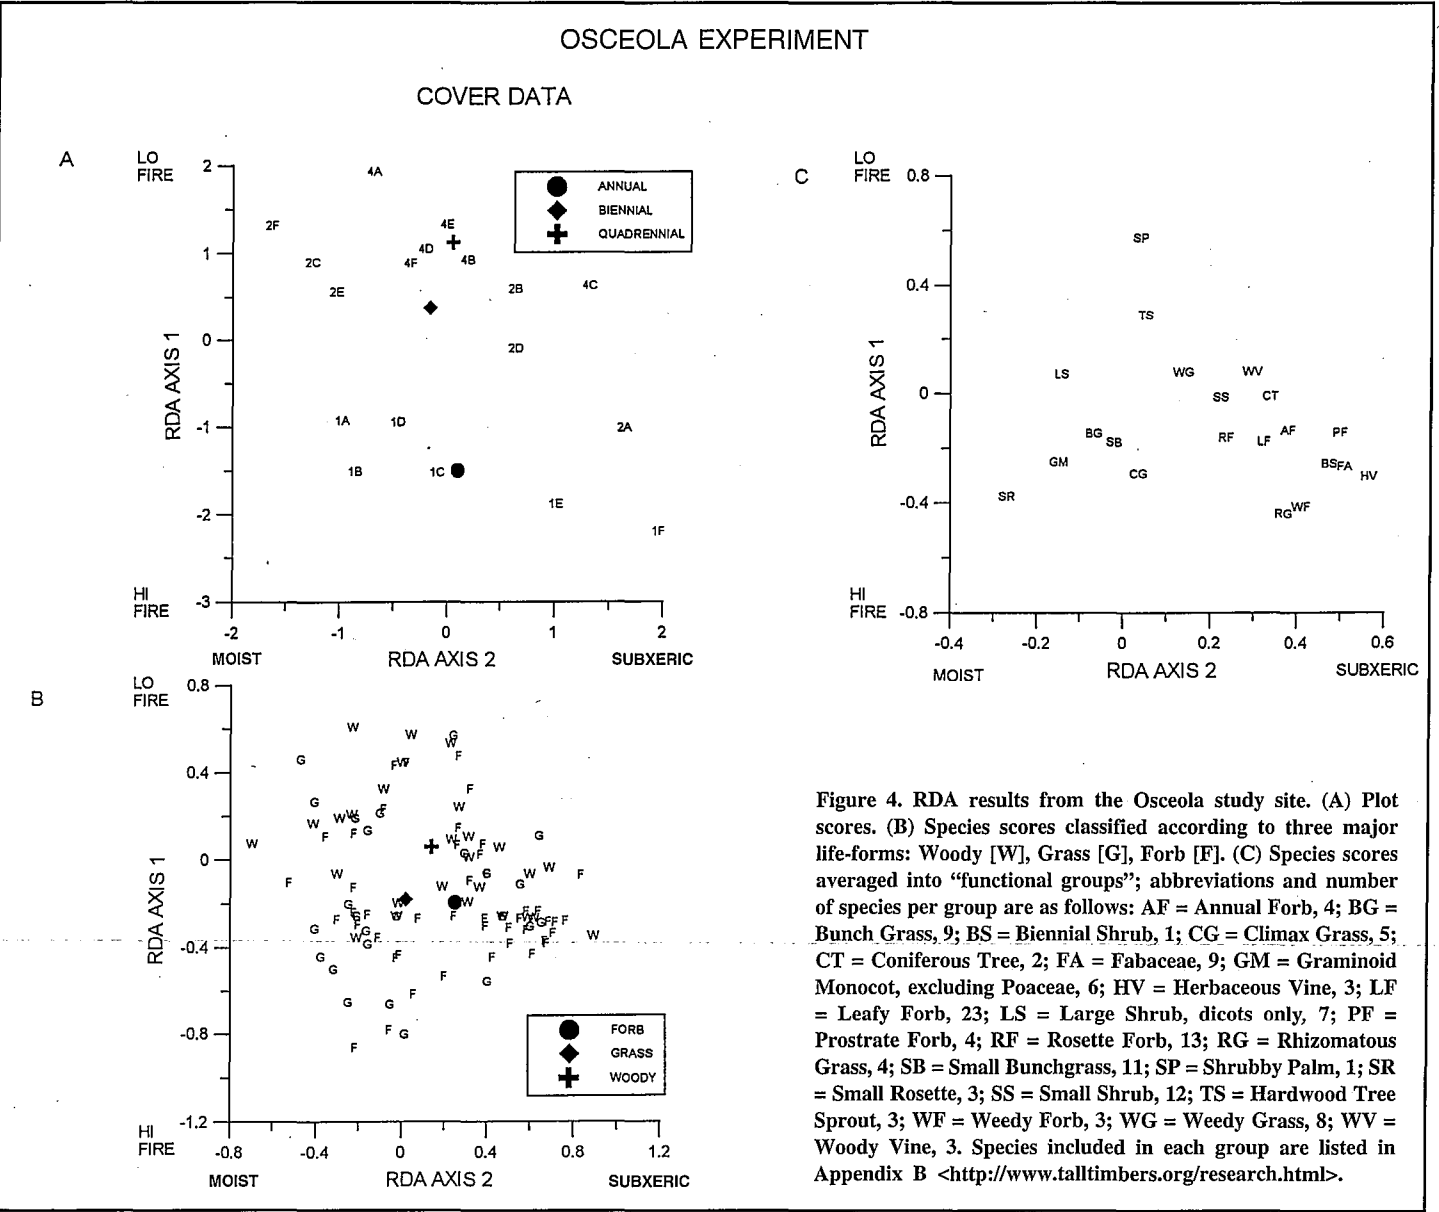 OSCEOLA EXPERIMENT
COVER DATA
A
LO
FIRE
2
1
0
-1
-2
-3
HI
FIRE
RDA AXIS 1
4A
2F
4E
4D
4F
4B
2C
2E
2B
4C
2D
1A
1D
2A
1B
1C
1E
1F
ANNUAL
BIENNIAL
QUADRENNIAL
-2
-1
0
1
2
MOIST
RDA AXIS 2
SUBXERIC
C
LO
FIRE
0.8
0.4
0
-0.4
-0.8
HI
FIRE
RDA AXIS 1
SP
TS
LS
WG
WV
SS
CT
BG
SB
RF
LF
AF
PF
GM
CG
BS
FA
HV
SR
RG
WF
-0.4
-0.2
0
0.2
0.4
0.6
MOIST
RDA AXIS 2
SUBXERIC
B
LO
FIRE
0.8
0.4
0
-0.4
-0.8
-1.2
HI
FIRE
RDA AXIS 1
FORB
GRASS
WOODY
-0.8
-0.4
0
0.4
0.8
1.2
MOIST
RDA AXIS 2
SUBXERIC
Figure 4. RDA results from the Osceola study site. (A) Plot
scores. (B) Species scores classified according to three major
life-forms: Woody [W], Grass [G], Forb [F]. (C) Species scores
averaged into “functional groups”; abbreviations and number
of species per group are as follows: AF = Annual Forb, 4; BG =
Bunch Grass, 9; BS = Biennial Shrub, 1; CG = Climax Grass, 5;
CT = Coniferous Tree, 2; FA = Fabaceae, 9; GM = Graminoid
Monocot, excluding Poaceae, 6; HV = Herbaceous Vine, 3; LF
= Leafy Forb, 23; LS = Large Shrub, dicots only, 7; PF =
Prostrate Forb, 4; RF = Rosette Forb, 13; RG = Rhizomatous
Grass, 4; SB = Small Bunchgrass, 11; SP = Shrubby Palm, 1; SR
= Small Rosette, 3; SS = Small Shrub, 12; TS = Hardwood Tree
Sprout, 3; WF = Weedy Forb, 3; WG = Weedy Grass, 8; WV =
Woody Vine, 3. Species included in each group are listed in
Appendix B <http://www.talltimbers.org/research.html>.